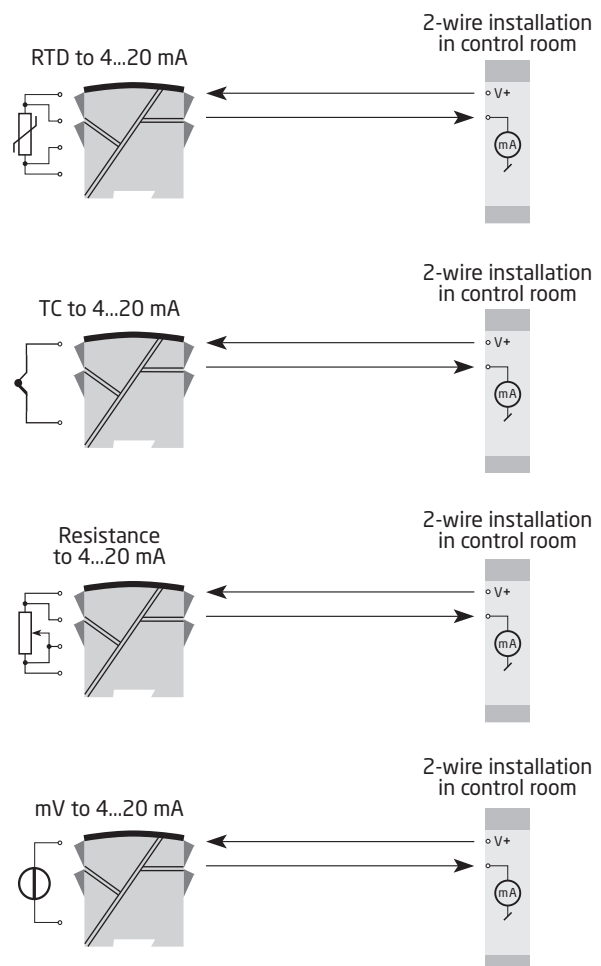 2-wire installation
in control room
RTD to 4...20 mA
V+
mA
2-wire installation
in control room
TC to 4...20 mA
V+
mA
2-wire installation
in control room
Resistance
to 4...20 mA
V+
mA
2-wire installation
in control room
mV to 4...20 mA
V+
mA